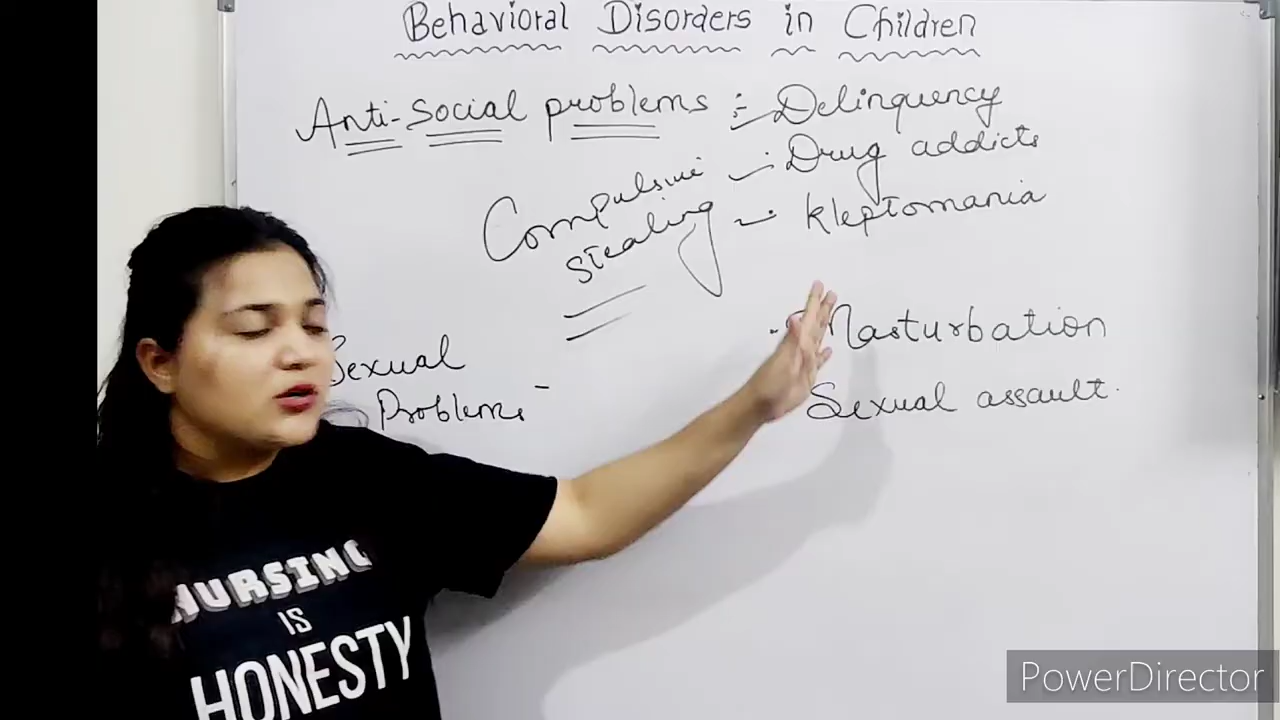 Behavioral Disorders in Children
Anti-Social problems :- Delinquency
- Drug addicts
Compulsive
stealing - Kleptomania
Sexual
Problems -
· Masturbation
Sexual assault.
NURSING
IS
HONESTY
PowerDirector